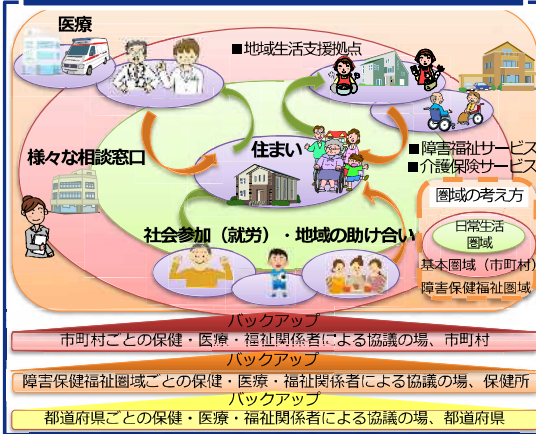 医療
■地域生活支援拠点
様々な相談窓口
住まい
■障害福祉サービス
■介護保険サービス
圏域の考え方
日常生活
圏域
基本圏域（市町村）
障害保健福祉圏域
社会参加（就労）・地域の助け合い
バックアップ
市町村ごとの保健・医療・福祉関係者による協議の場、市町村
バックアップ
障害保健福祉圏域ごとの保健・医療・福祉関係者による協議の場、保健所
バックアップ
都道府県ごとの保健・医療・福祉関係者による協議の場、都道府県